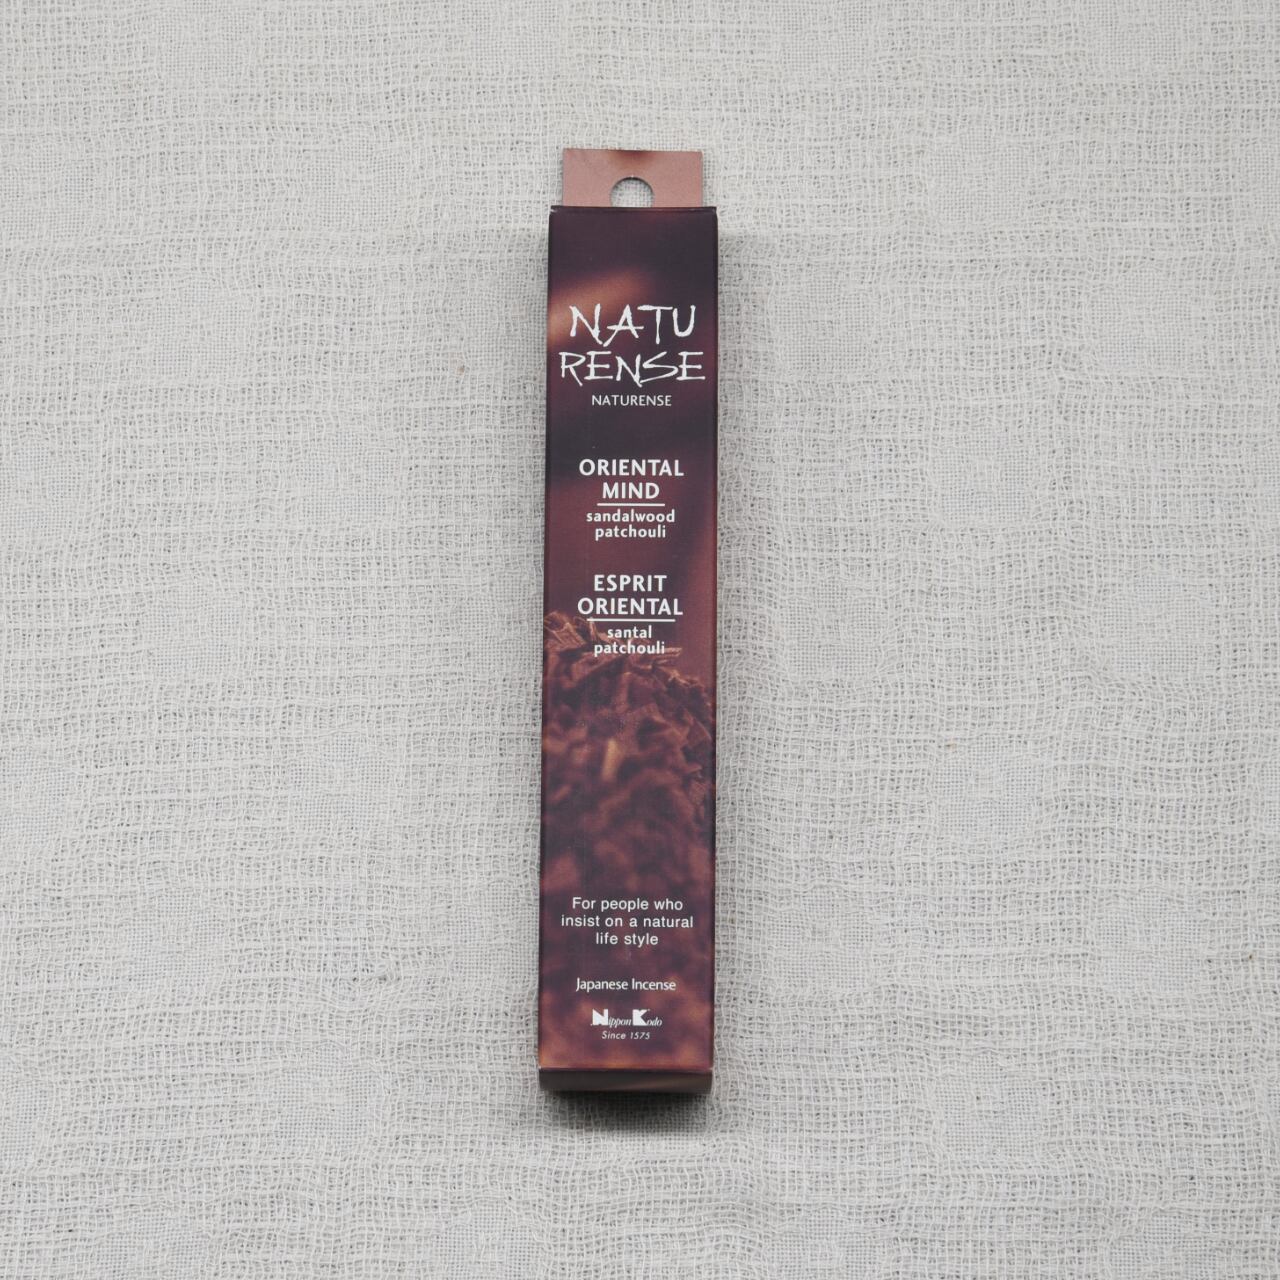 NATU
RENSE
NATURENSE
ORIENTAL
MIND
sandalwood
patchouli
ESPRIT
ORIENTAL
santal
patchouli
For people who
insist on a natural
life style
Japanese Incense
Nippon Kodo
Since 1575